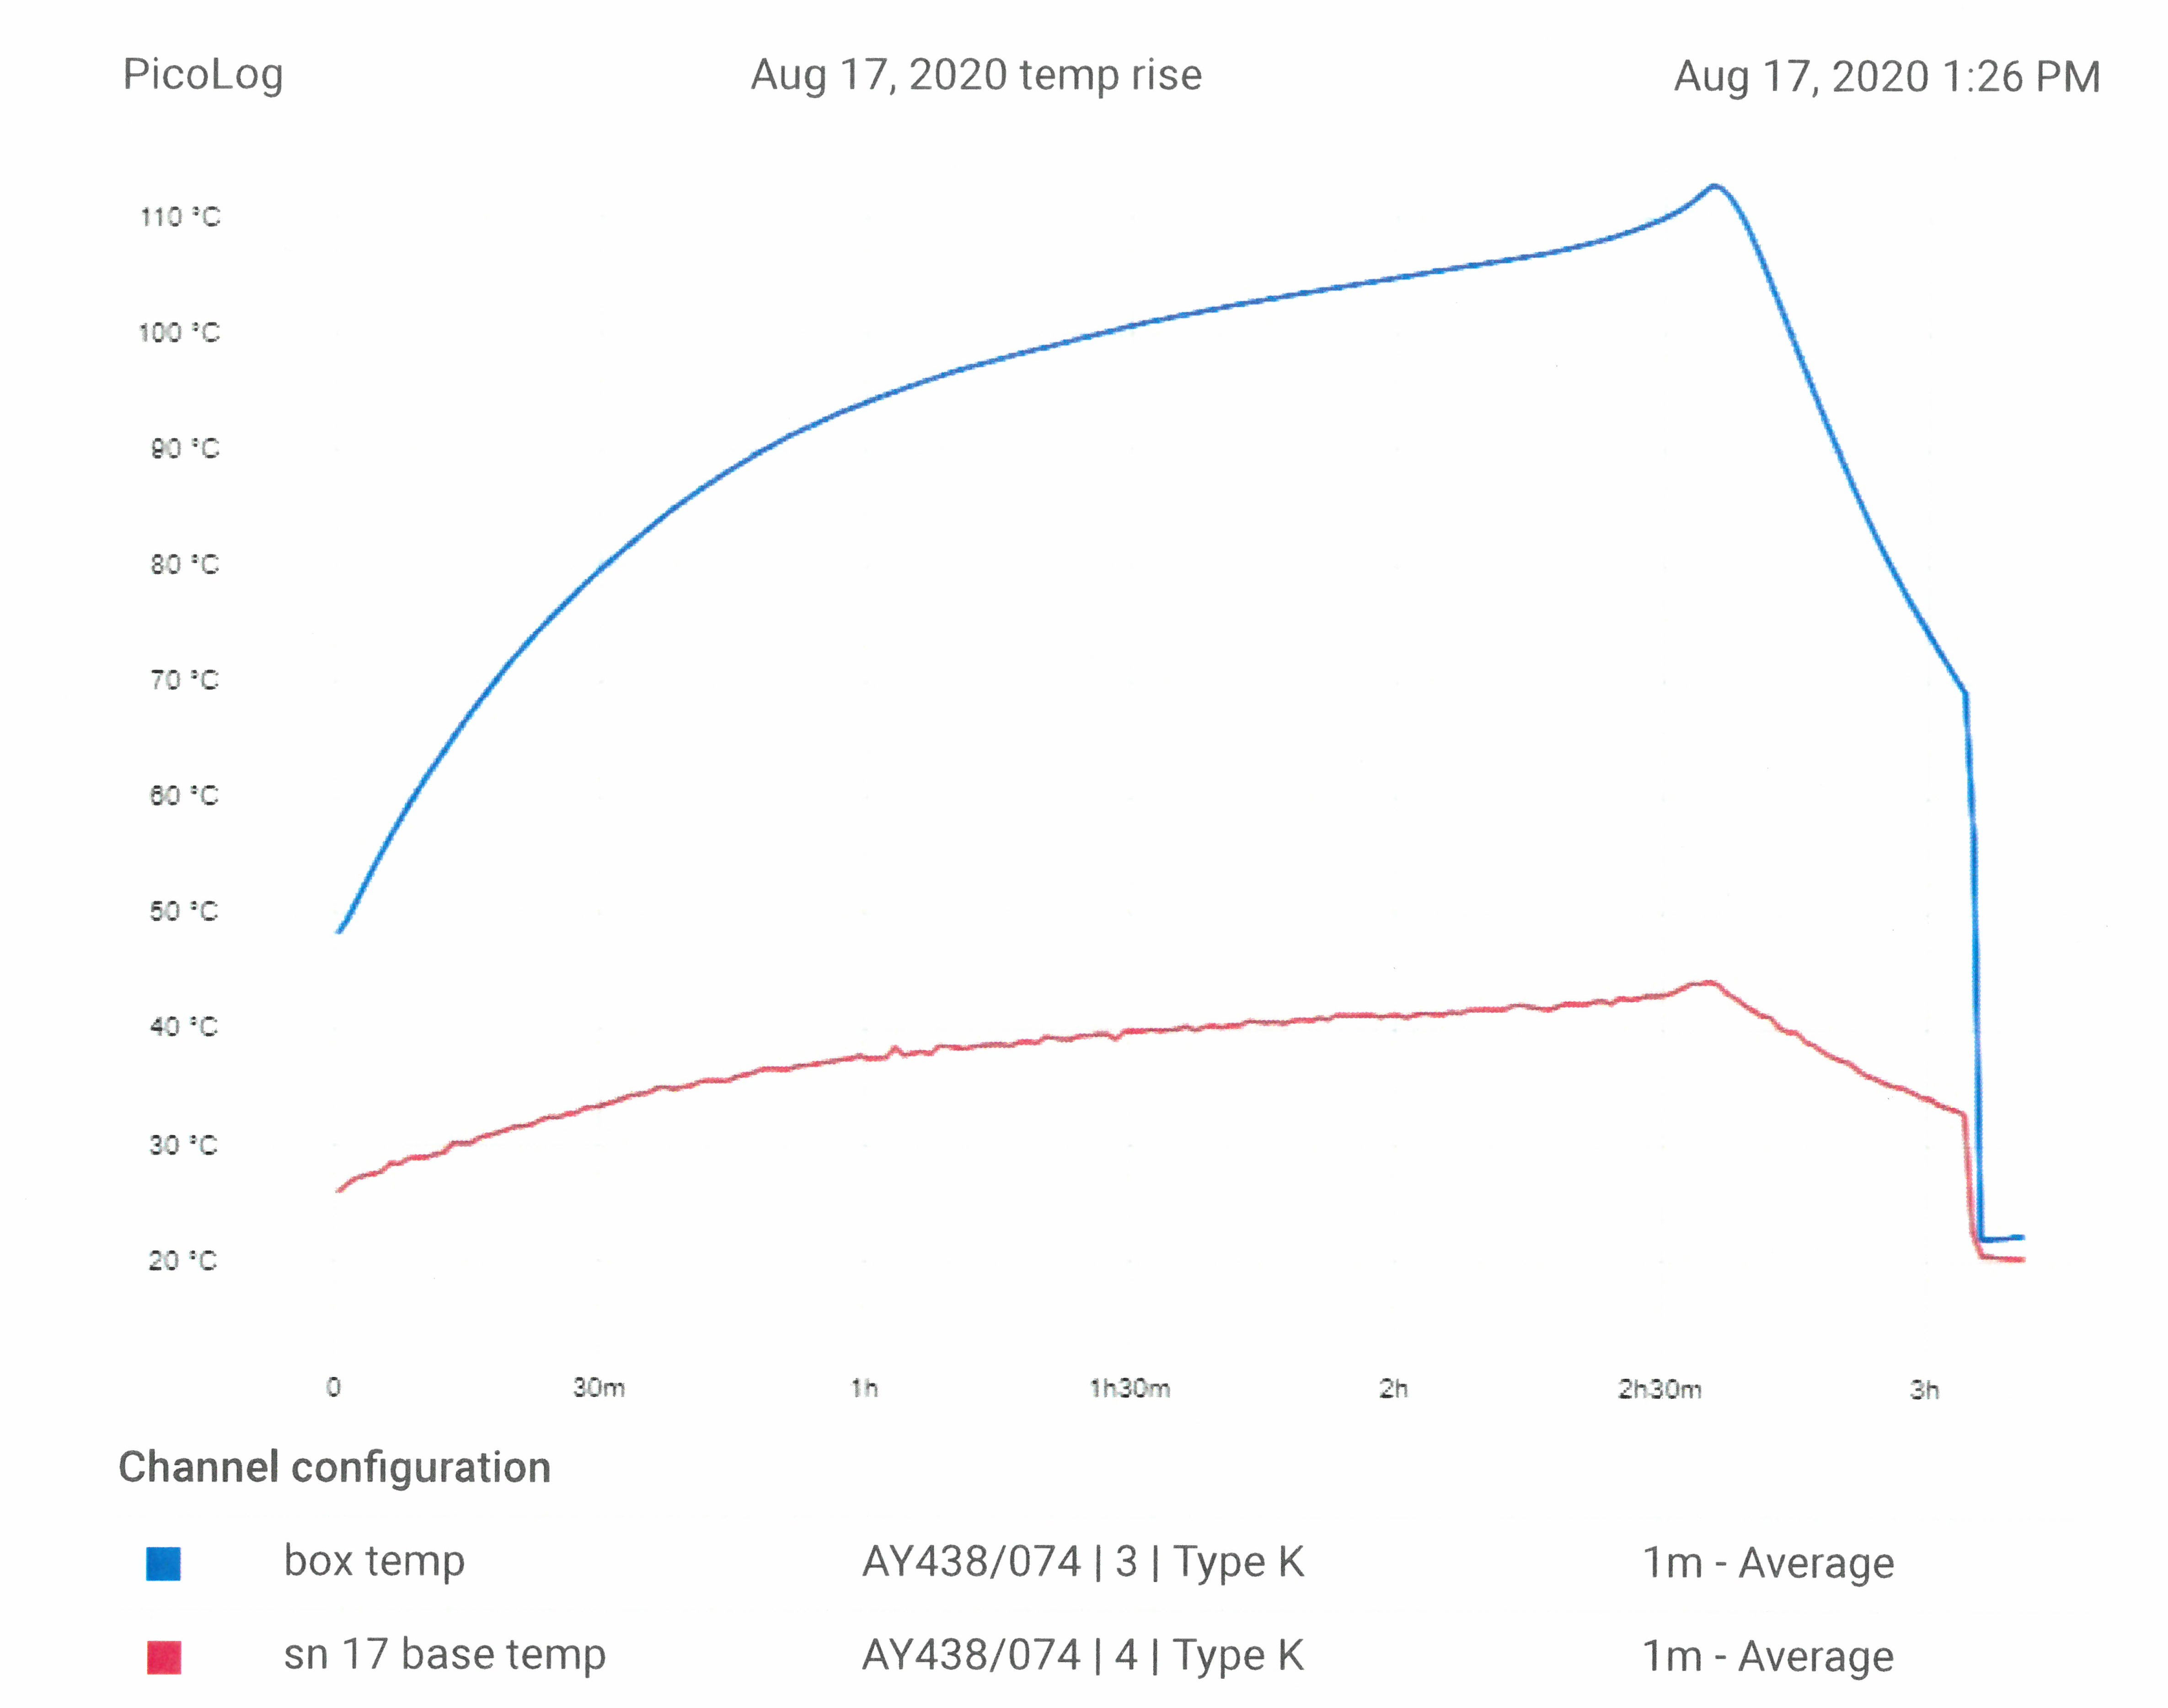 PicoLog Aug 17, 2020 temp rise Aug 17, 2020 1:26 PM
110 °C
100 °C
90 °C
80 °C
70 °C
60 °C
50 °C
40 °C
30 °C
20 °C
0 30m 1h 1h30m 2h 2h30m 3h
Channel configuration
box temp AY438/074 | 3 | Type K 1m - Average
sn 17 base temp AY438/074 | 4 | Type K 1m - Average